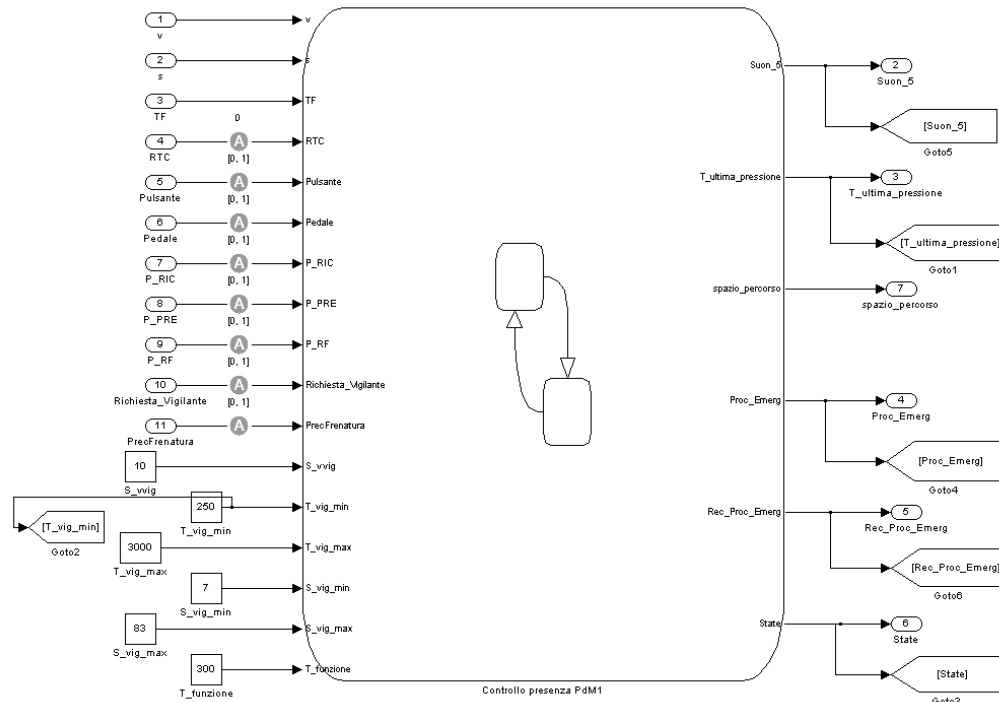 1
v
v
2
s
s
3
TF
TF
0
4
RTC
A
[0, 1]
RTC
5
Pulsante
A
[0, 1]
Pulsante
6
Pedale
A
[0, 1]
Pedale
7
P_RIC
A
[0, 1]
P_RIC
8
P_PRE
A
[0, 1]
P_PRE
9
P_RF
A
[0, 1]
P_RF
10
Richiesta_Vigilante
A
[0, 1]
Richiesta_Vigilante
11
PrecFrenatura
A
PrecFrenatura
10
S_vvig
S_vvig
250
T_vig_min
T_vig_min
[T_vig_min]
Goto2
3000
T_vig_max
T_vig_max
7
S_vig_min
S_vig_min
83
S_vig_max
S_vig_max
300
T_funzione
T_funzione
Controllo presenza PdM1
Suon_5
2
Suon_5
[Suon_5]
Goto5
T_ultima_pressione
3
T_ultima_pressione
[T_ultima_pressione]
Goto1
spazio_percorso
7
spazio_percorso
Proc_Emerg
4
Proc_Emerg
[Proc_Emerg]
Goto4
Rec_Proc_Emerg
5
Rec_Proc_Emerg
[Rec_Proc_Emerg]
Goto6
State
6
State
[State]
Goto3